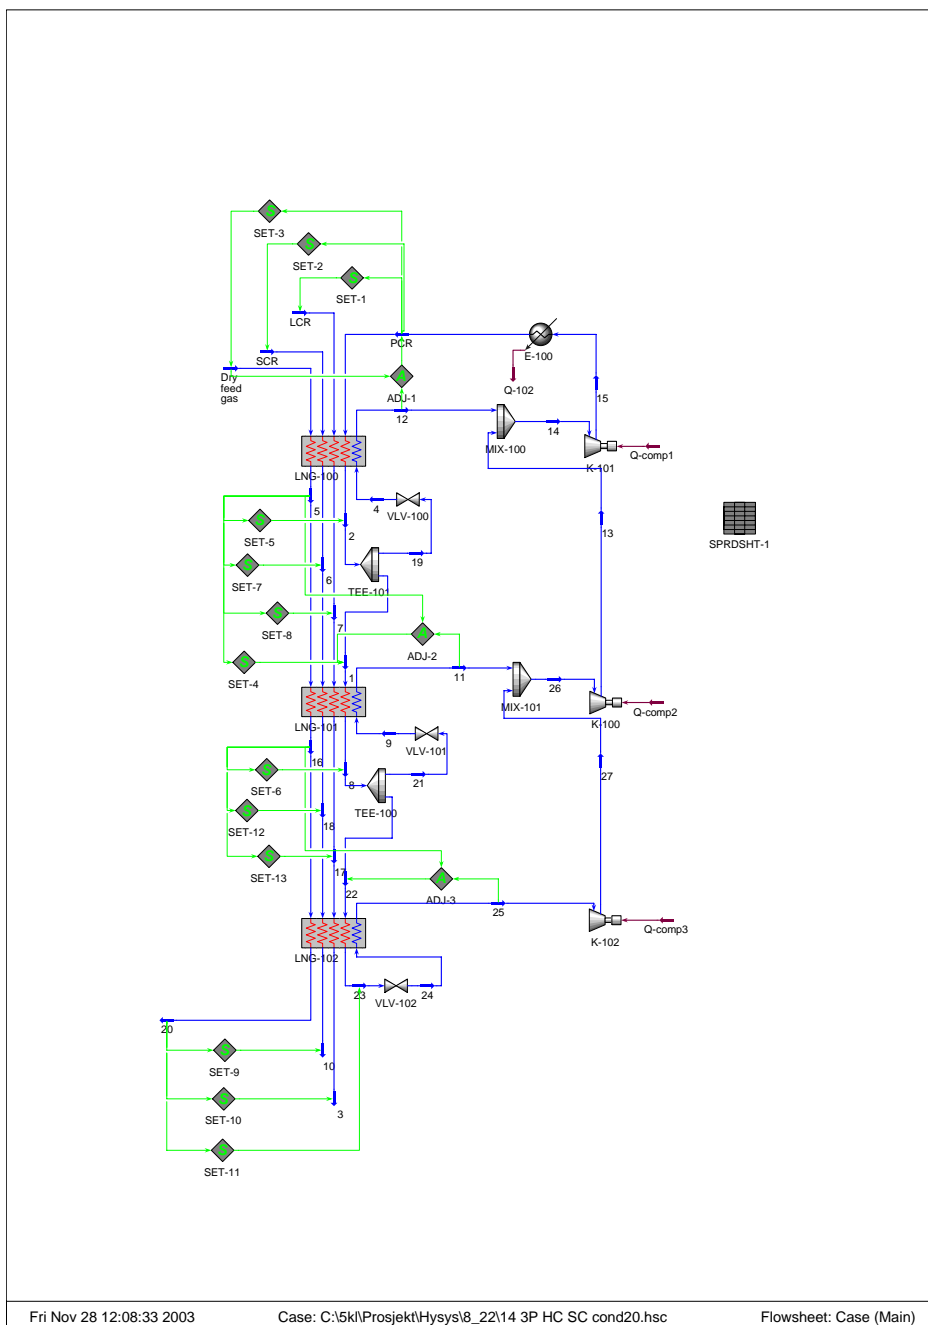 S
SET-3
S
SET-2
S
SET-1
LCR
PCR
E-100
SCR
Dry
feed
gas
A
ADJ-1
Q-102
15
12
MIX-100
14
K-101
Q-comp1
LNG-100
5
4
VLV-100
S
SET-5
2
13
SPRDSHT-1
19
S
SET-7
6
TEE-101
S
SET-8
7
A
ADJ-2
S
SET-4
1
11
MIX-101
26
K-100
Q-comp2
LNG-101
16
9
VLV-101
S
SET-6
8
21
27
TEE-100
S
SET-12
18
S
SET-13
17
22
A
ADJ-3
25
K-102
Q-comp3
LNG-102
23
VLV-102
24
20
S
SET-9
10
S
SET-10
3
S
SET-11
Fri Nov 28 12:08:33 2003
Case: C:\5kl\Prosjekt\Hysys\8_22\14 3P HC SC cond20.hsc
Flowsheet: Case (Main)